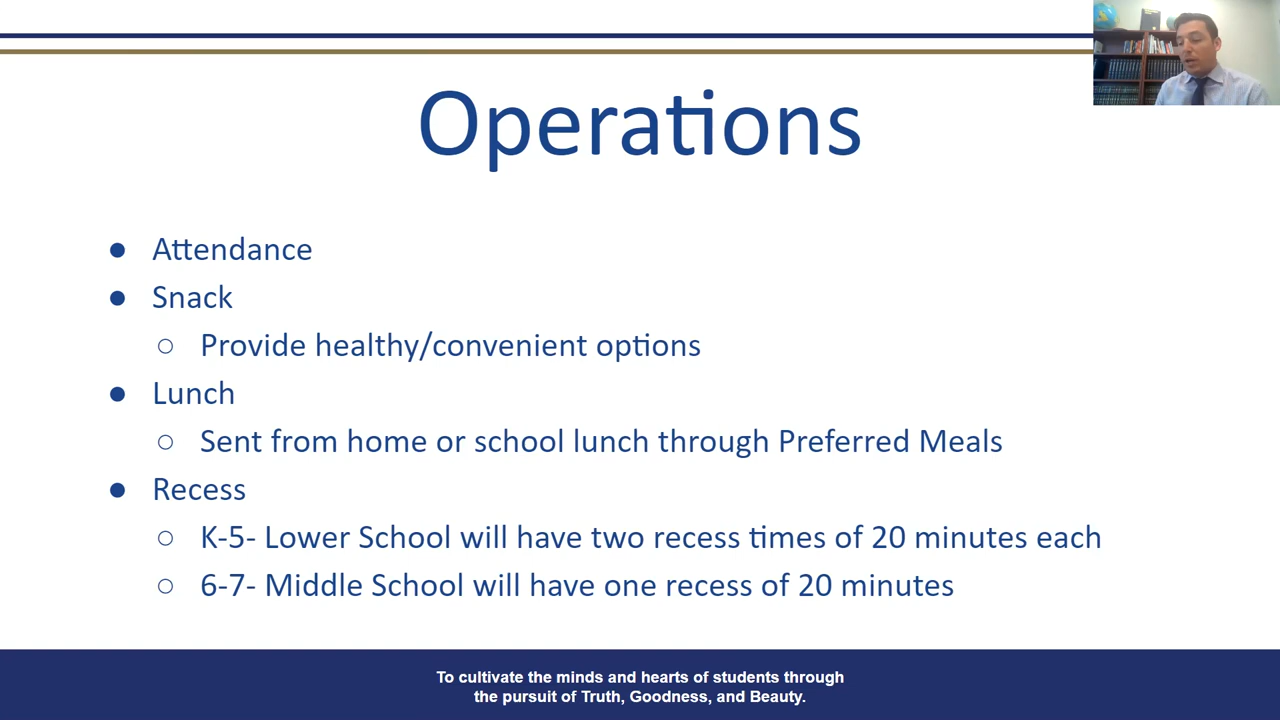 Operations
● Attendance
● Snack
○ Provide healthy/convenient options
● Lunch
○ Sent from home or school lunch through Preferred Meals
● Recess
○ K-5- Lower School will have two recess times of 20 minutes each
○ 6-7- Middle School will have one recess of 20 minutes
To cultivate the minds and hearts of students through
the pursuit of Truth, Goodness, and Beauty.